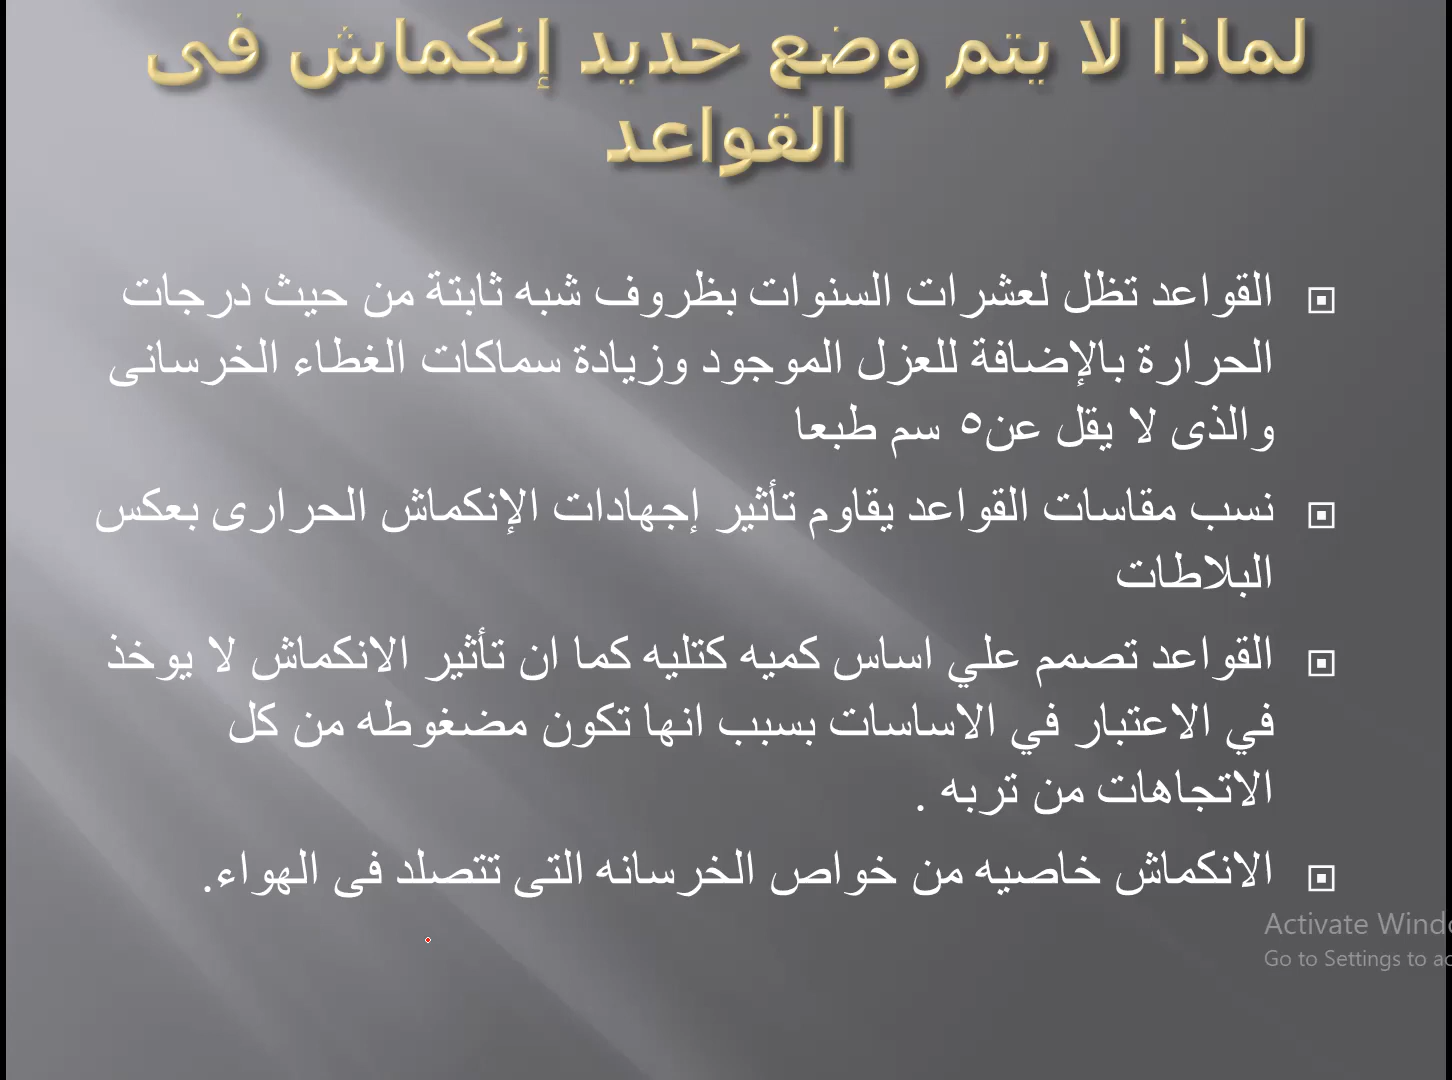 لماذا لا يتم وضع حديد إنكماش فى
القواعد
القواعد تظل لعشرات السنوات بظروف شبه ثابتة من حيث درجات
الحرارة بالإضافة للعزل الموجود وزيادة سماكات الغطاء الخرسانى
والذى لا يقل عن٥ سم طبعا
نسب مقاسات القواعد يقاوم تأثير إجهادات الإنكماش الحرارى بعكس
البلاطات
القواعد تصمم علي اساس كميه كتليه كما ان تأثير الانكماش لا يوخذ
في الاعتبار في الاساسات بسبب انها تكون مضغوطه من كل
الاتجاهات من تربه .
الانكماش خاصيه من خواص الخرسانه التى تتصلد فى الهواء.
Activate Windo
Go to Settings to ac